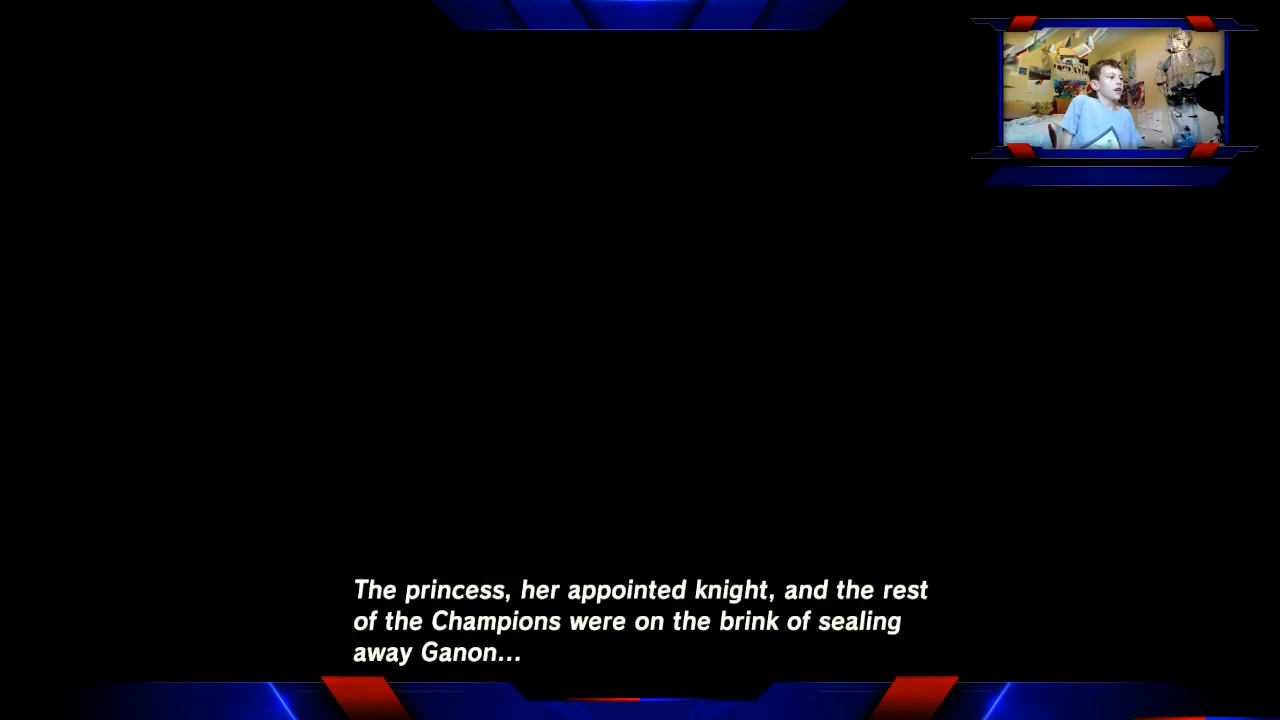 The princess, her appointed knight, and the rest
of the Champions were on the brink of sealing
away Ganon...